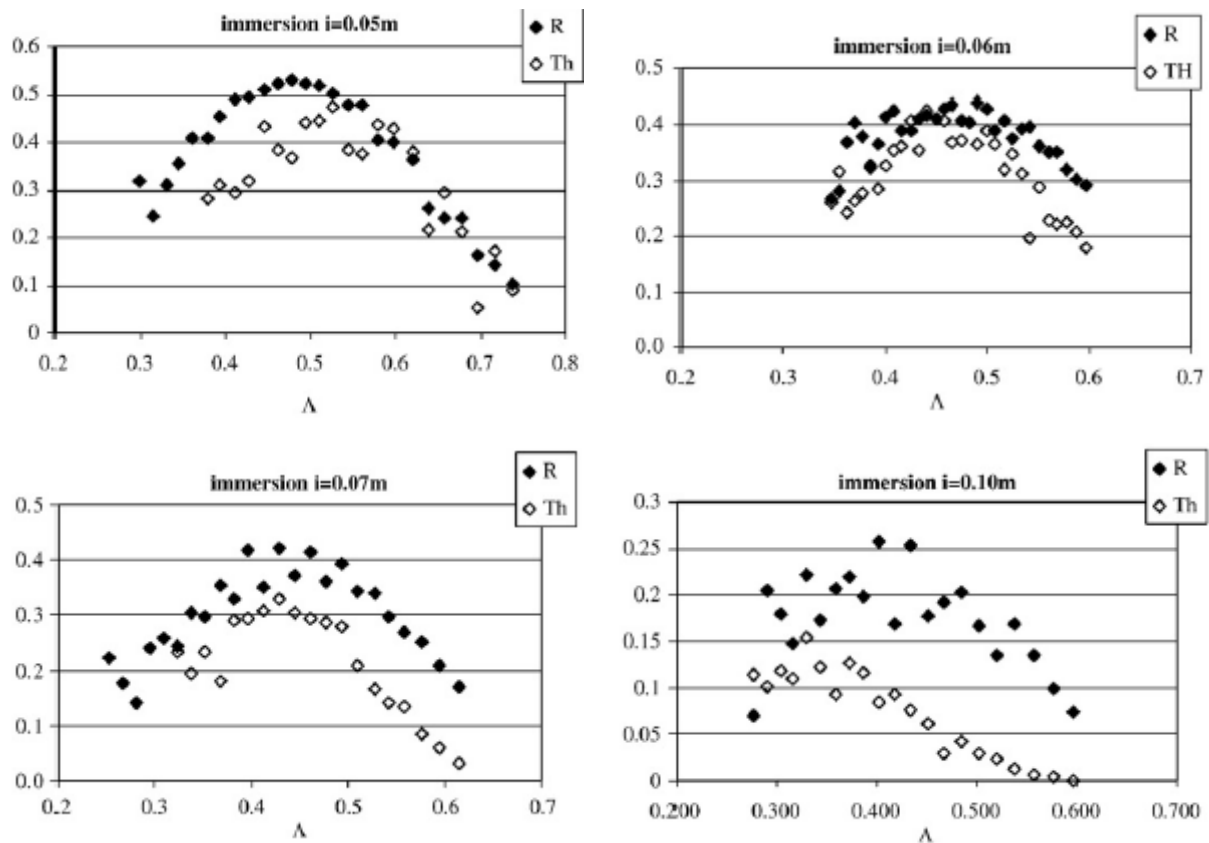 immersion i=0.05m
R
Th
0.6
0.5
0.4
0.3
0.2
0.1
0
0.2 0.3 0.4 0.5 0.6 0.7 0.8
Λ
immersion i=0.06m
R
TH
0.5
0.4
0.3
0.2
0.1
0.0
0.2 0.3 0.4 0.5 0.6 0.7
Λ
immersion i=0.07m
R
Th
0.5
0.4
0.3
0.2
0.1
0.0
0.2 0.3 0.4 0.5 0.6 0.7
Λ
immersion i=0.10m
R
Th
0.3
0.25
0.2
0.15
0.1
0.05
0
0.200 0.300 0.400 0.500 0.600 0.700
Λ